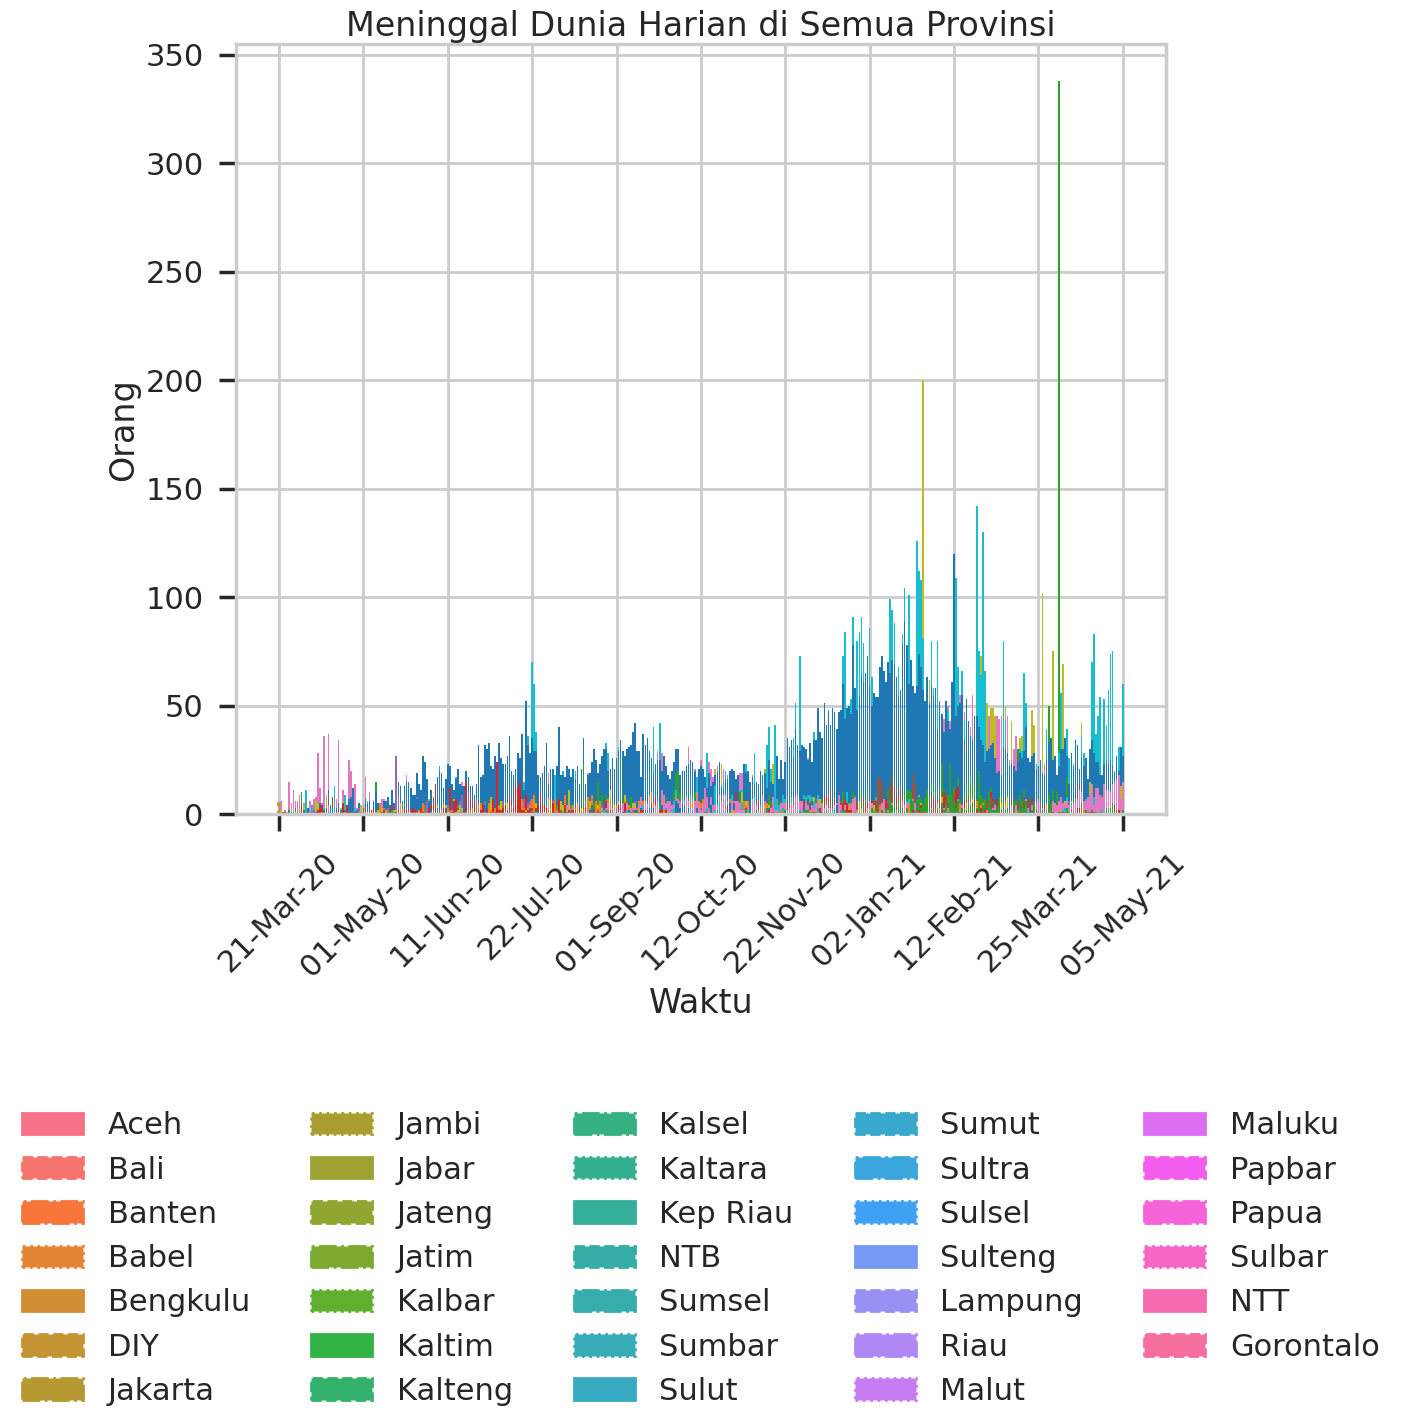 Meninggal Dunia Harian di Semua Provinsi
350
300
250
200
150
100
50
0
Orang
21-Mar-20
01-May-20
11-Jun-20
22-Jul-20
01-Sep-20
12-Oct-20
22-Nov-20
02-Jan-21
12-Feb-21
25-Mar-21
05-May-21
Waktu
Aceh
Bali
Banten
Babel
Bengkulu
DIY
Jakarta
Jambi
Jabar
Jateng
Jatim
Kalbar
Kaltim
Kalteng
Kalsel
Kaltara
Kep Riau
NTB
Sumsel
Sumbar
Sulut
Sumut
Sultra
Sulsel
Sulteng
Lampung
Riau
Malut
Maluku
Papbar
Papua
Sulbar
NTT
Gorontalo